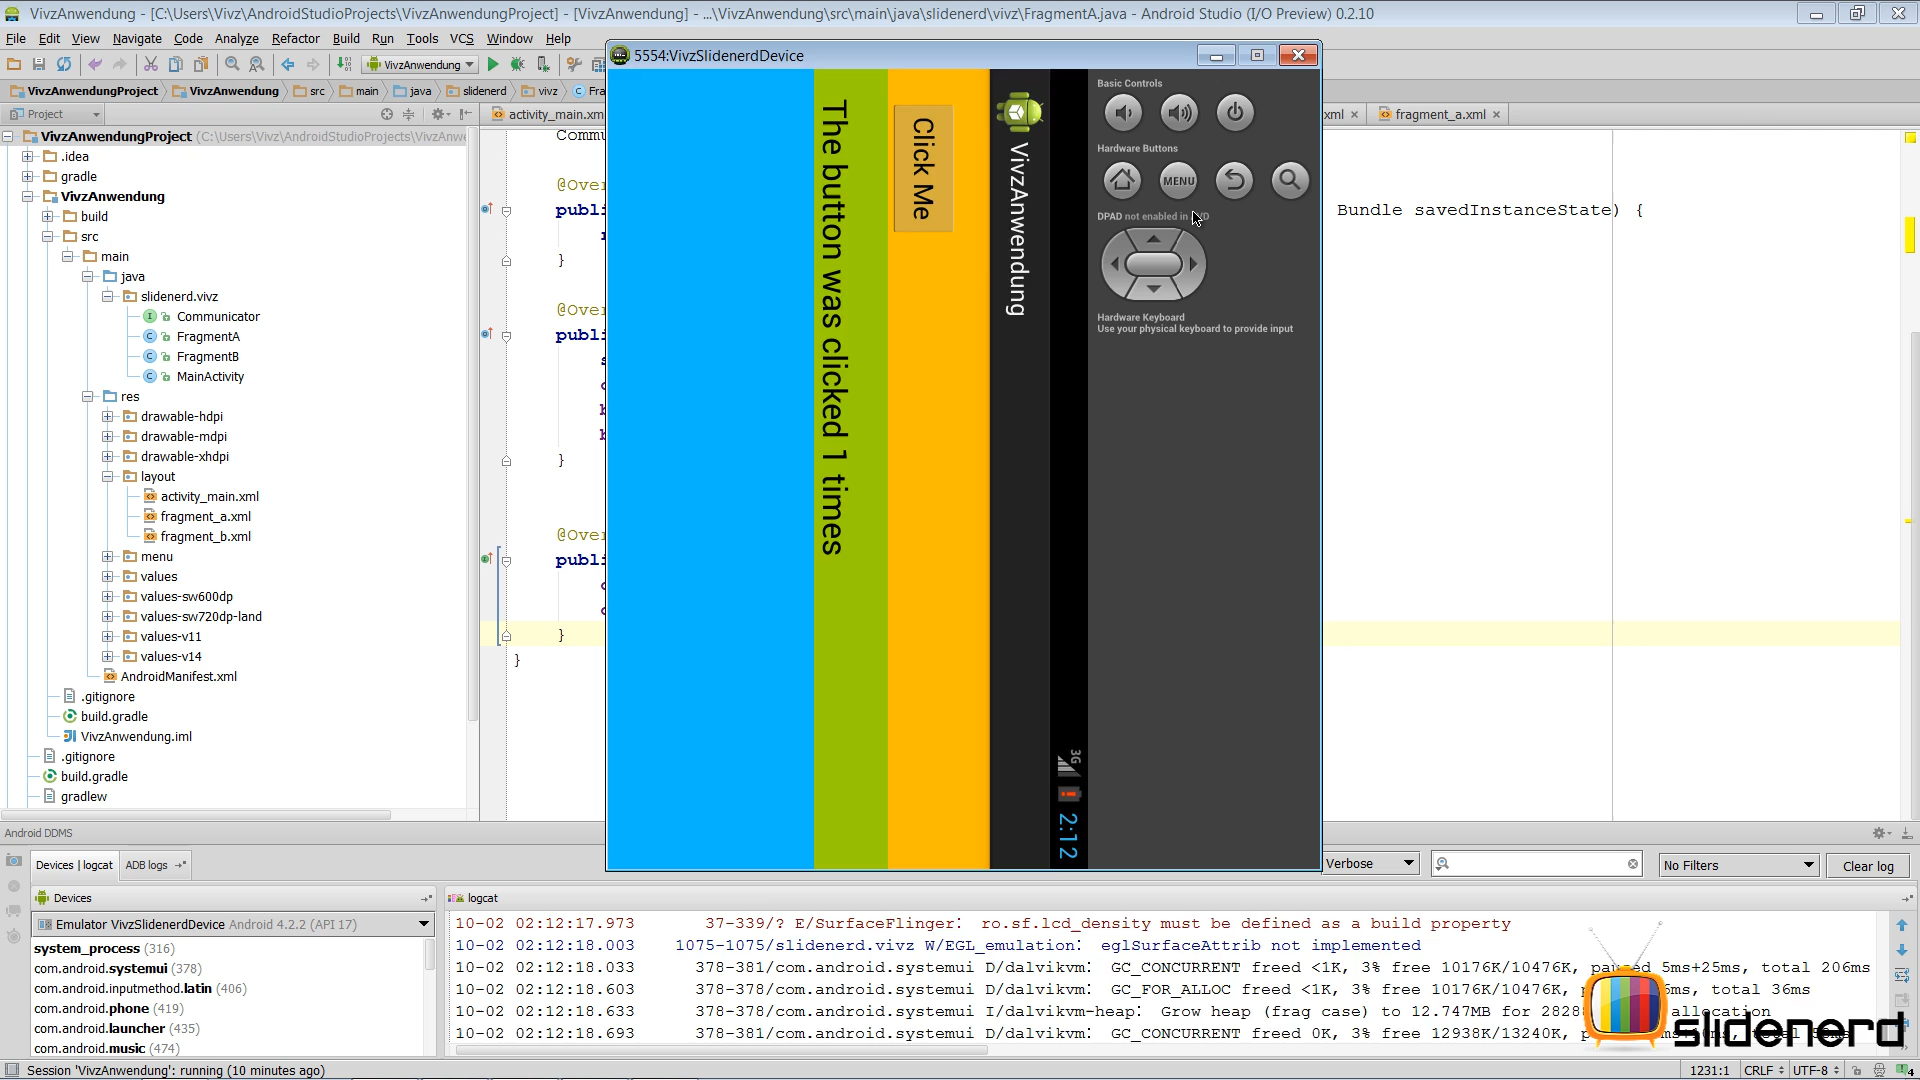 VivzAnwendung - [C:\Users\Vivz\AndroidStudioProjects\VivzAnwendungProject] - [VivzAnwendung] - ...\VivzAnwendung\src\main\java\slidenerd\vivz\FragmentA.java - Android Studio (I/O Preview) 0.2.10
File Edit View Navigate Code Analyze Refactor Build Run Tools VCS Window Help
VivzAnwendung
VivzAnwendungProject VivzAnwendung src main java slidenerd vivz Fra
Project
activity_main.xm
xml
fragment_a.xml
VivzAnwendungProject (C:\Users\Vivz\AndroidStudioProjects\VivzAnw
.idea
gradle
VivzAnwendung
build
src
main
java
slidenerd.vivz
Communicator
FragmentA
FragmentB
MainActivity
res
drawable-hdpi
drawable-mdpi
drawable-xhdpi
layout
activity_main.xml
fragment_a.xml
fragment_b.xml
menu
values
values-sw600dp
values-sw720dp-land
values-v11
values-v14
AndroidManifest.xml
.gitignore
build.gradle
VivzAnwendung.iml
.gitignore
build.gradle
gradlew
Commu
@Over
publi
Bundle savedInstanceState) {
}
@Over
publi
}
@Over
publi
}
}
5554:VivzSlidenerdDevice
3G 2:12
VivzAnwendung
Click Me
The button was clicked 1 times
Basic Controls
Hardware Buttons
MENU
DPAD not enabled in
Hardware Keyboard
Use your physical keyboard to provide input
Android DDMS
Devices | logcat ADB logs
Verbose
No Filters
Clear log
Devices
Emulator VivzSlidenerdDevice Android 4.2.2 (API 17)
system_process (316)
com.android.systemui (378)
com.android.inputmethod.latin (406)
com.android.phone (419)
com.android.launcher (435)
com.android.music (474)
logcat
10-02 02:12:17.973 37-339/? E/SurfaceFlinger: ro.sf.lcd_density must be defined as a build property
10-02 02:12:18.003 1075-1075/slidenerd.vivz W/EGL_emulation: eglSurfaceAttrib not implemented
10-02 02:12:18.033 378-381/com.android.systemui D/dalvikvm: GC_CONCURRENT freed <1K, 3% free 10176K/10476K, paused 5ms+25ms, total 206ms
10-02 02:12:18.603 378-378/com.android.systemui D/dalvikvm: GC_FOR_ALLOC freed <1K, 3% free 10176K/10476K, total 36ms
10-02 02:12:18.633 378-378/com.android.systemui I/dalvikvm-heap: Grow heap (frag case) to 12.747MB for allocation
10-02 02:12:18.693 378-381/com.android.systemui D/dalvikvm: GC_CONCURRENT freed 0K, 3% free 12938K/13240K, total
slidenerd
Session 'VivzAnwendung': running (10 minutes ago)
1231:1 CRLF UTF-8 4